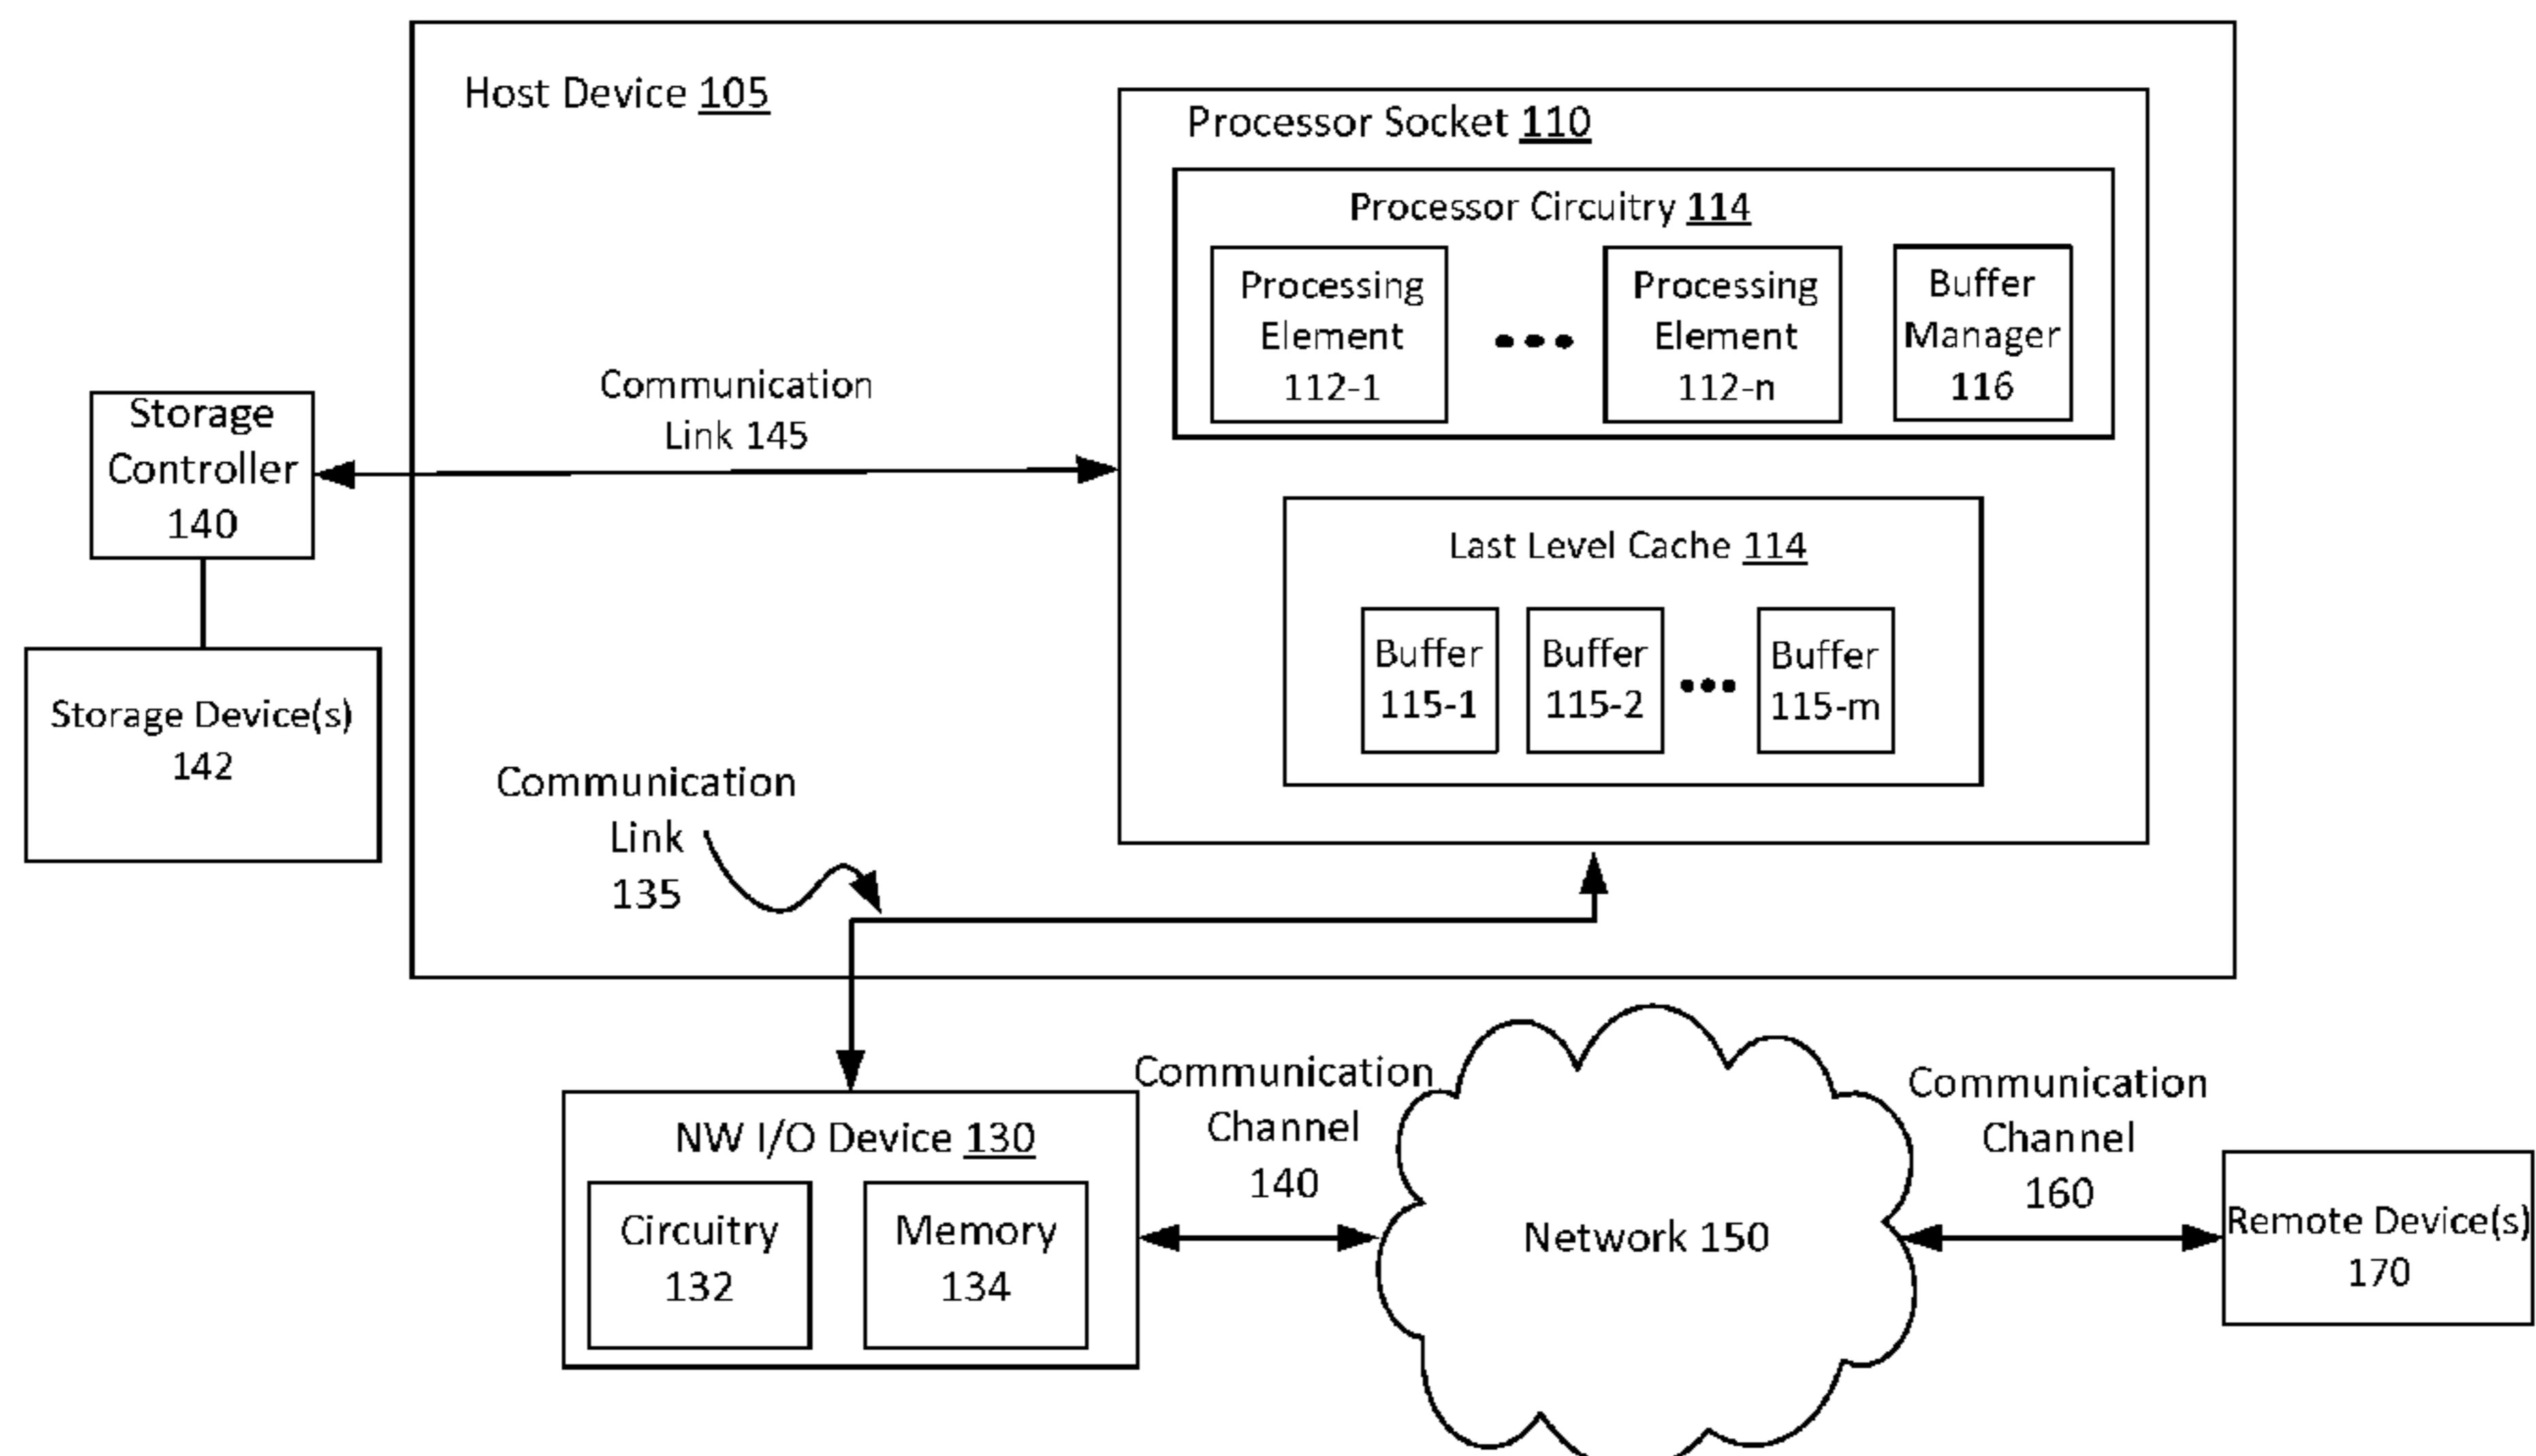 Host Device 105
Processor Socket 110
Processor Circuitry 114
Processing
Element
112-1
Processing
Element
112-n
Buffer
Manager
116
Communication
Link 145
Storage
Controller
140
Last Level Cache 114
Buffer
115-1
Buffer
115-2
Buffer
115-m
Storage Device(s)
142
Communication
Link
135
NW I/O Device 130
Circuitry
132
Memory
134
Communication
Channel
140
Network 150
Communication
Channel
160
Remote Device(s)
170